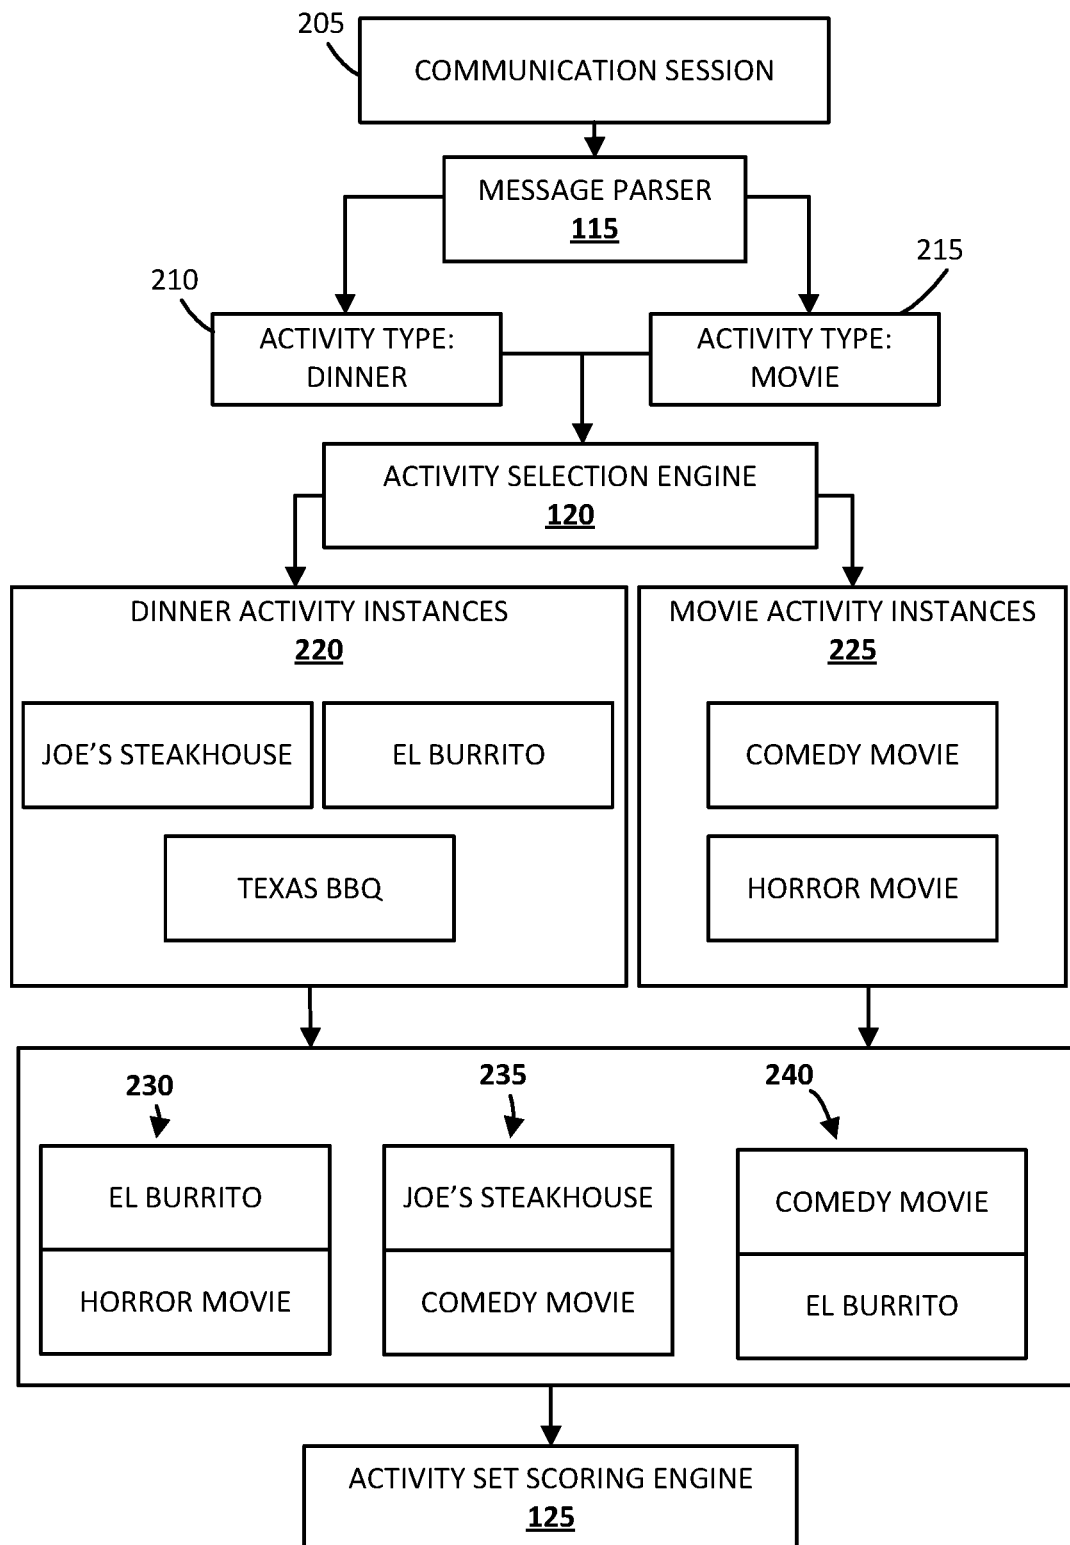 205
COMMUNICATION SESSION
MESSAGE PARSER
115
210
215
ACTIVITY TYPE:
DINNER
ACTIVITY TYPE:
MOVIE
ACTIVITY SELECTION ENGINE
120
DINNER ACTIVITY INSTANCES
220
JOE'S STEAKHOUSE
EL BURRITO
TEXAS BBQ
MOVIE ACTIVITY INSTANCES
225
COMEDY MOVIE
HORROR MOVIE
230
EL BURRITO
HORROR MOVIE
235
JOE'S STEAKHOUSE
COMEDY MOVIE
240
COMEDY MOVIE
EL BURRITO
ACTIVITY SET SCORING ENGINE
125